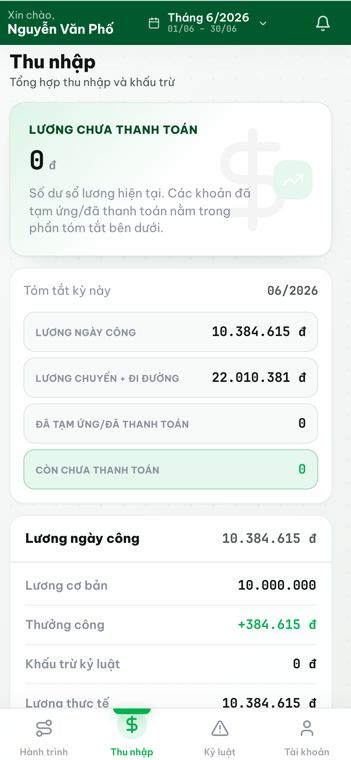 Xin chào,
Nguyễn Văn Phố
Tháng 6/2026
01/06 – 30/06
Thu nhập
Tổng hợp thu nhập và khấu trừ
LƯƠNG CHƯA THANH TOÁN
0 đ
Số dư sổ lương hiện tại. Các khoản đã
tạm ứng/đã thanh toán nằm trong
phần tóm tắt bên dưới.
Tóm tắt kỳ này 06/2026
LƯƠNG NGÀY CÔNG 10.384.615 đ
LƯƠNG CHUYẾN + ĐI ĐƯỜNG 22.010.381 đ
ĐÃ TẠM ỨNG/ĐÃ THANH TOÁN 0
CÒN CHƯA THANH TOÁN 0
Lương ngày công 10.384.615 đ
Lương cơ bản 10.000.000
Thưởng công +384.615 đ
Khấu trừ kỷ luật 0 đ
Lương thực tế 10.384.615 đ
Hành trình Thu nhập Kỷ luật Tài khoản